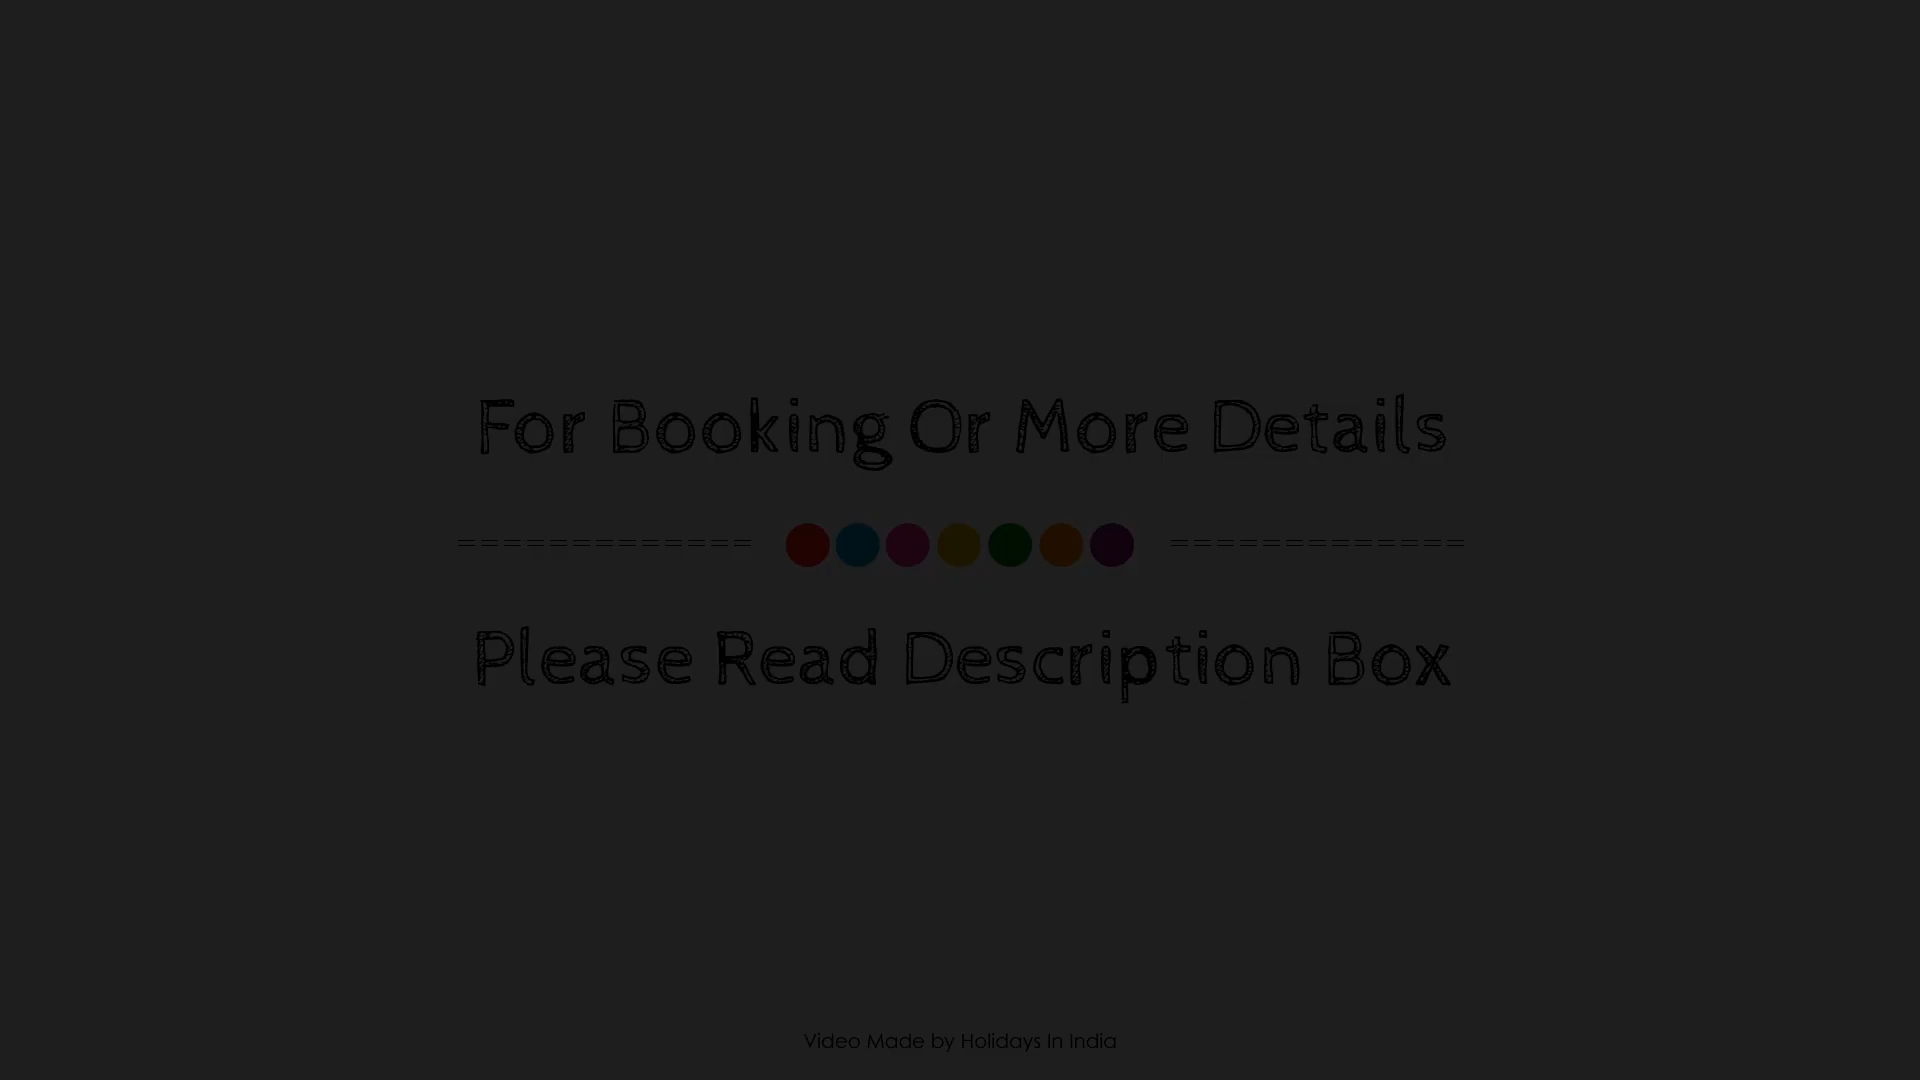 For Booking Or More Details
============= =============
Please Read Description Box
Video Made by Holidays In India